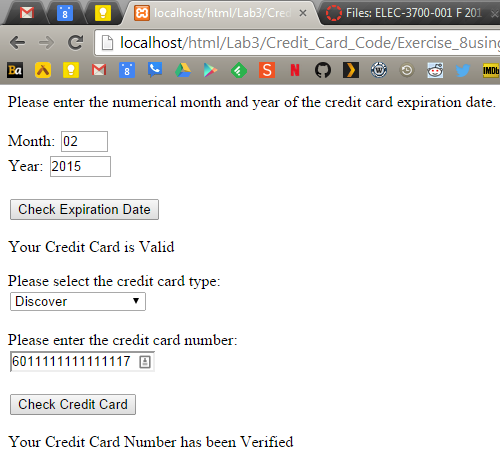 localhost/html/Lab3/Cred
Files: ELEC-3700-001 F 201
localhost/html/Lab3/Credit_Card_Code/Exercise_8using
Please enter the numerical month and year of the credit card expiration date.
Month: 02
Year: 2015
Check Expiration Date
Your Credit Card is Valid
Please select the credit card type:
Discover
Please enter the credit card number:
6011111111111117
Check Credit Card
Your Credit Card Number has been Verified